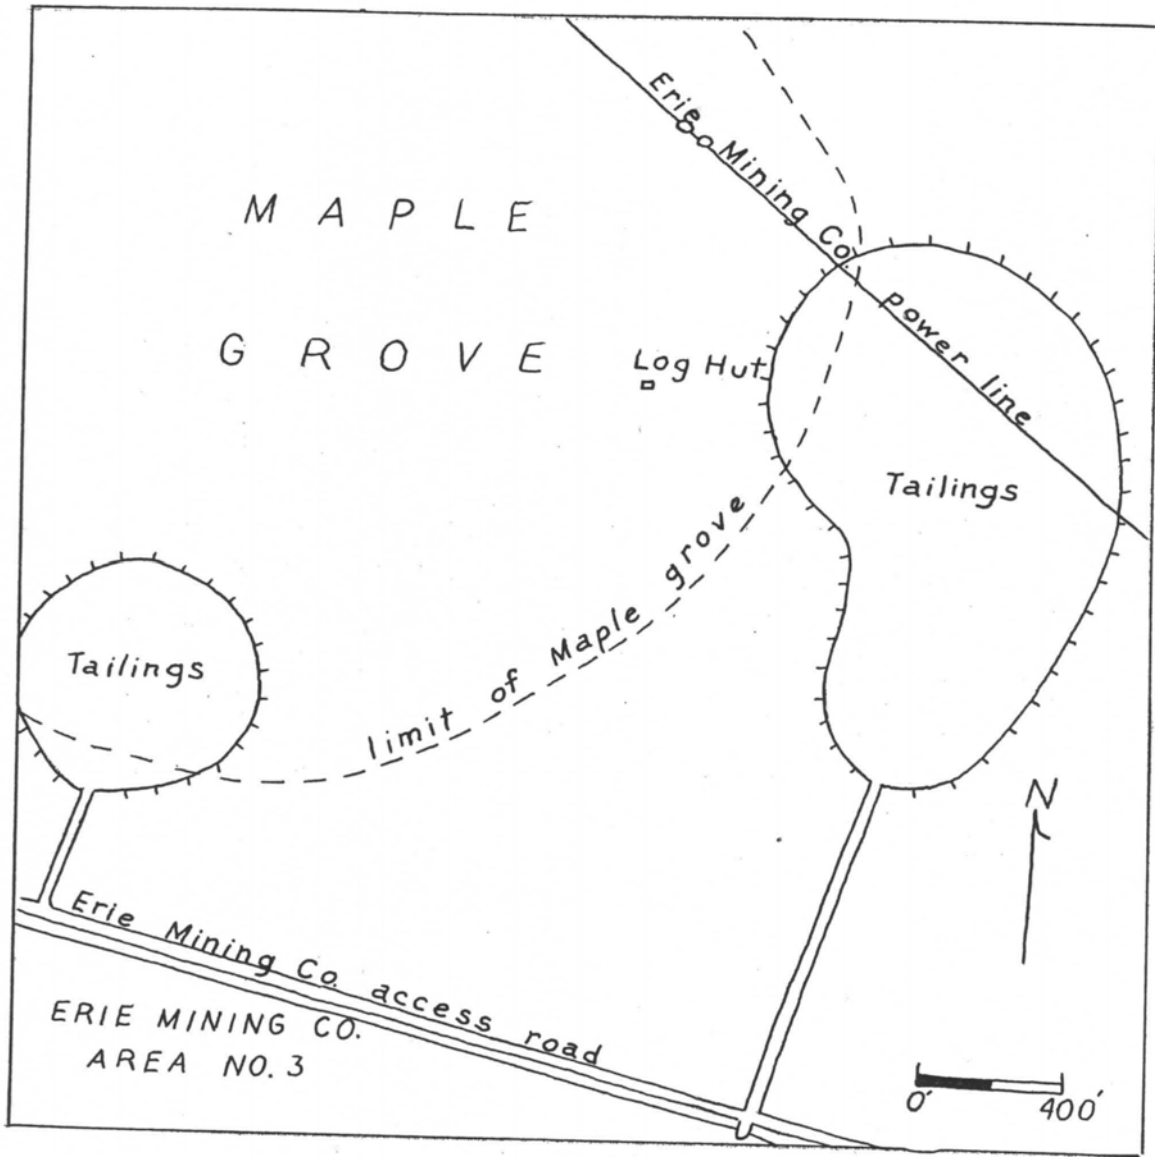 Erie Mining Co. power line
MAPLE
GROVE
Log Hut
Tailings
limit of Maple grove
Tailings
N
Erie Mining Co. access road
ERIE MINING CO.
AREA NO. 3
0' 400'